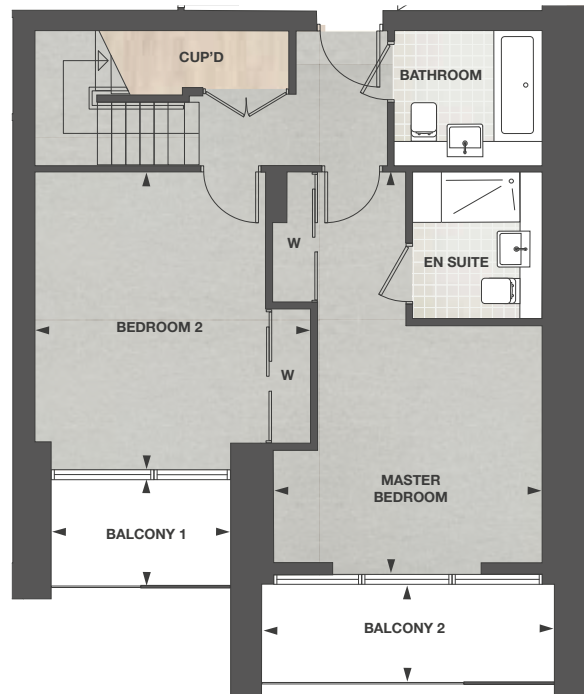 CUP'D
BATHROOM
W
EN SUITE
BEDROOM 2
W
MASTER
BEDROOM
BALCONY 1
BALCONY 2